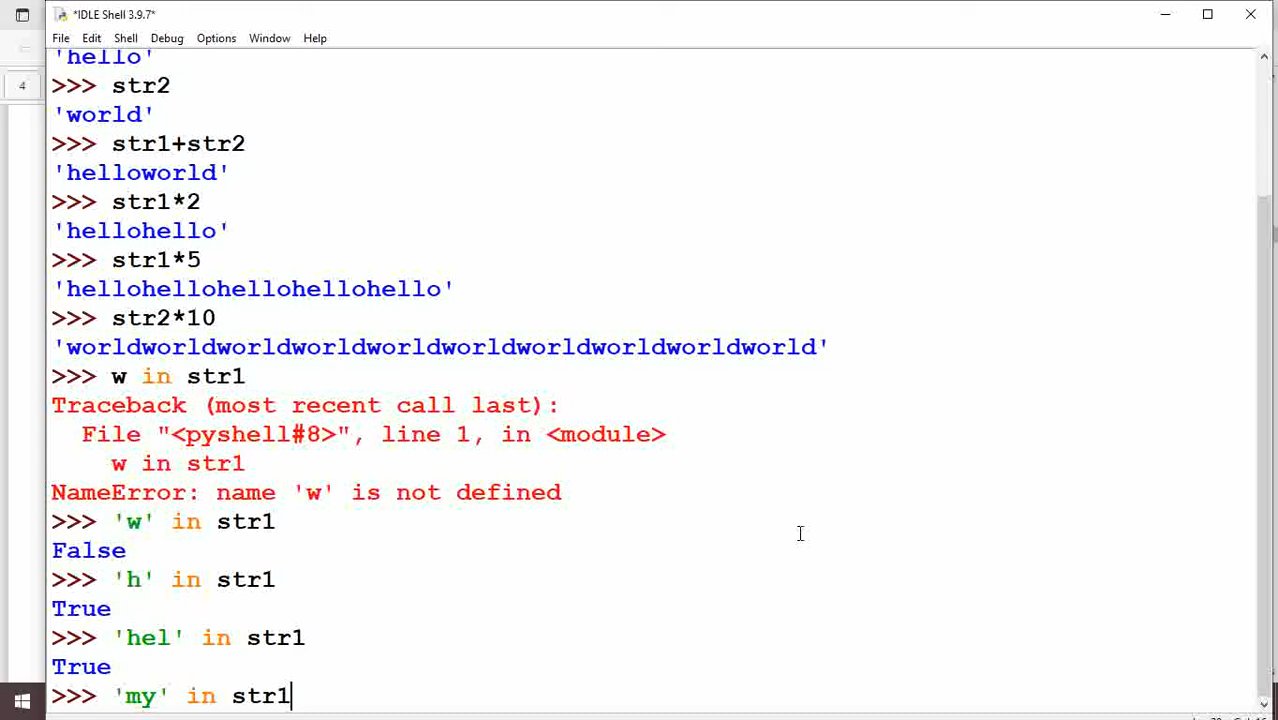 *IDLE Shell 3.9.7*
File Edit Shell Debug Options Window Help
4
'hello'
>>> str2
'world'
>>> str1+str2
'helloworld'
>>> str1*2
'hellohello'
>>> str1*5
'hellohellohellohellohello'
>>> str2*10
'worldworldworldworldworldworldworldworldworldworld'
>>> w in str1
Traceback (most recent call last):
  File "<pyshell#8>", line 1, in <module>
    w in str1
NameError: name 'w' is not defined
>>> 'w' in str1
False
>>> 'h' in str1
True
>>> 'hel' in str1
True
>>> 'my' in str1